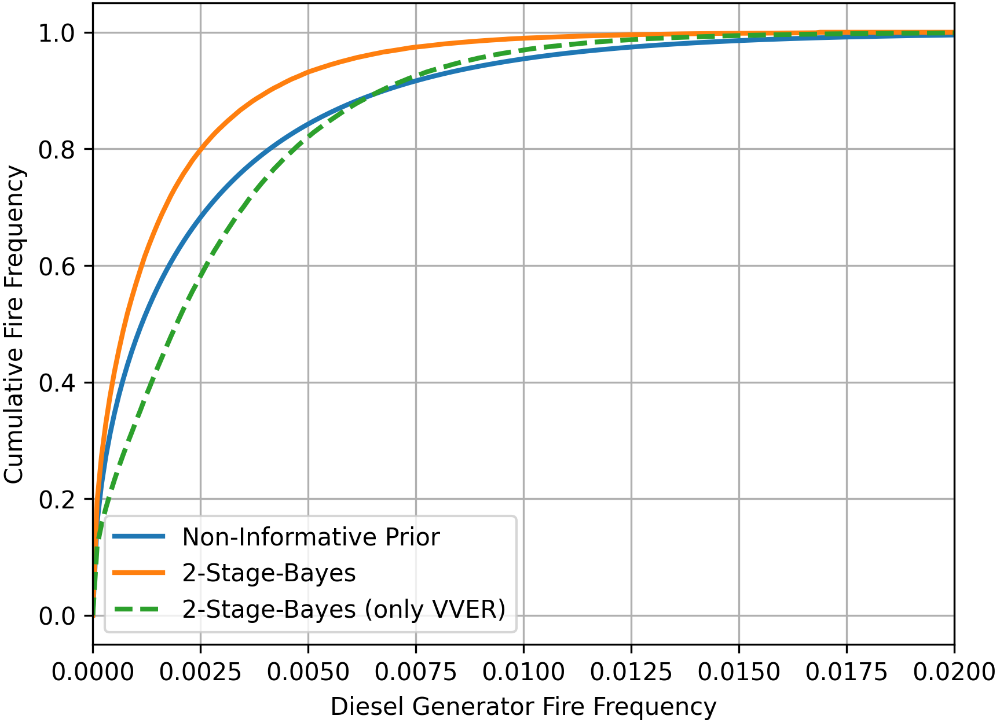 1.0
0.8
0.6
0.4
0.2
0.0
Cumulative Fire Frequency
Non-Informative Prior
2-Stage-Bayes
2-Stage-Bayes (only VVER)
0.0000 0.0025 0.0050 0.0075 0.0100 0.0125 0.0150 0.0175 0.0200
Diesel Generator Fire Frequency